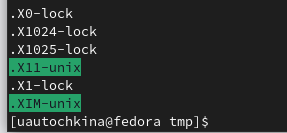 .X0-lock
.X1024-lock
.X1025-lock
.X11-unix
.X1-lock
.XIM-unix
[uautochkina@fedora tmp]$